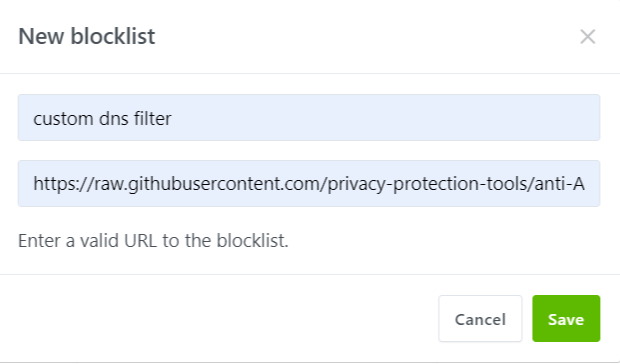 New blocklist
custom dns filter
https://raw.githubusercontent.com/privacy-protection-tools/anti-A
Enter a valid URL to the blocklist.
Cancel
Save